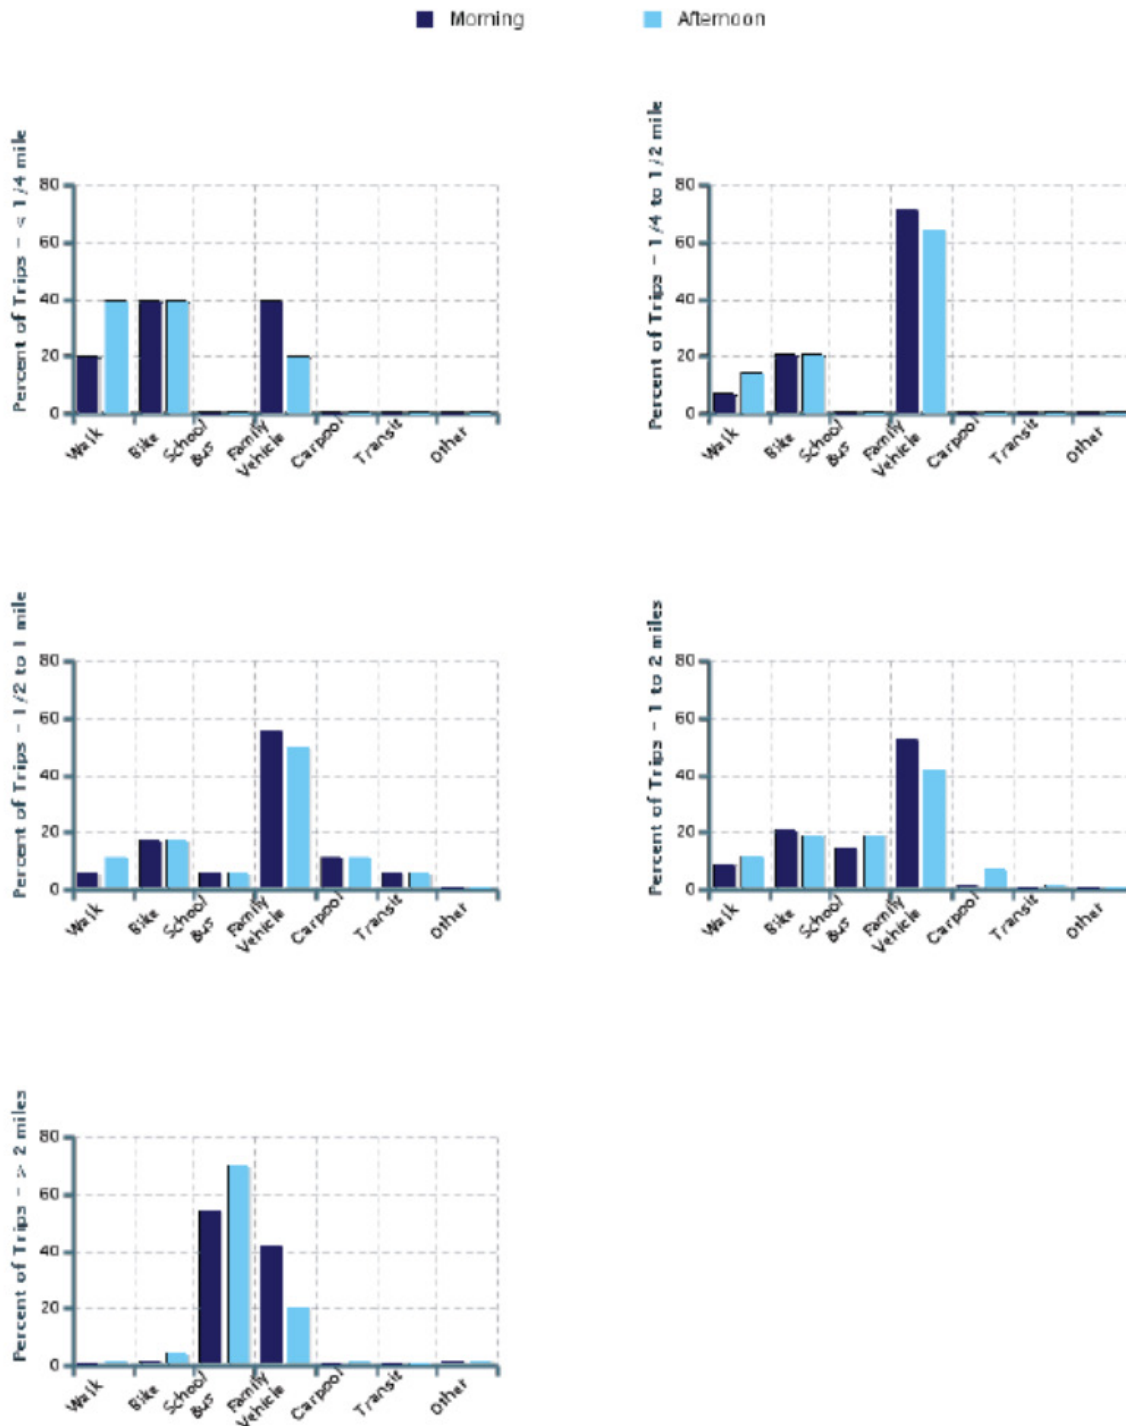 Morning Afternoon
Percent of Trips - < 1/4 mile
80
60
40
20
0
Walk
Bike
School
Bus
Family
Vehicle
Carpool
Transit
Other
Percent of Trips - 1/4 to 1/2 mile
80
60
40
20
0
Walk
Bike
School
Bus
Family
Vehicle
Carpool
Transit
Other
Percent of Trips - 1/2 to 1 mile
80
60
40
20
0
Walk
Bike
School
Bus
Family
Vehicle
Carpool
Transit
Other
Percent of Trips - 1 to 2 miles
80
60
40
20
0
Walk
Bike
School
Bus
Family
Vehicle
Carpool
Transit
Other
Percent of Trips - > 2 miles
80
60
40
20
0
Walk
Bike
School
Bus
Family
Vehicle
Carpool
Transit
Other